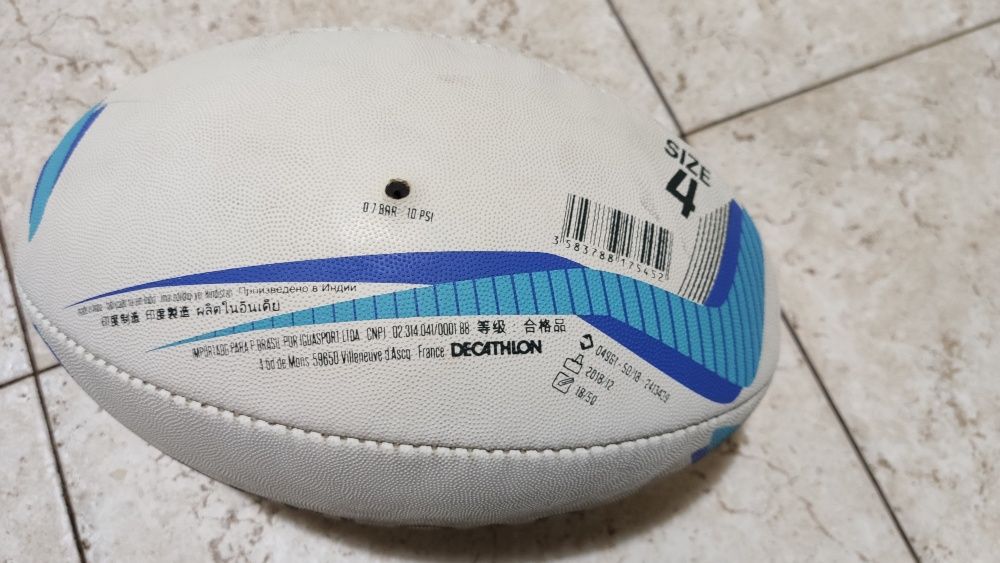 SIZE
4
0.7 BAR / 10 PSI
3 583788 175452
Произведено в Индии
印度制造 印度製造 ผลิตในอินเดีย
IMPORTADO PARA O BRASIL POR IGUASPORT LTDA CNPJ 02.314.041/0001 88 等级：合格品
4 bd de Mons 59650 Villeneuve d'Ascq France DECATHLON
2018/12
18/50